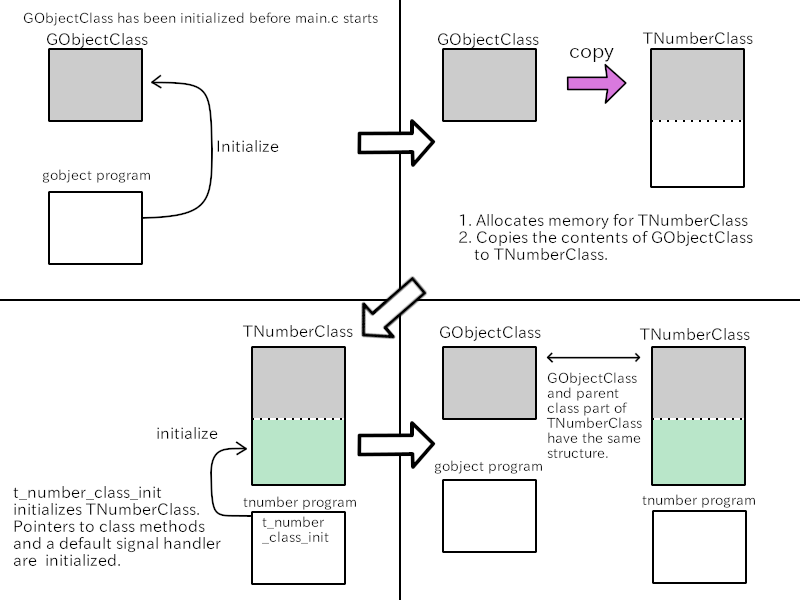 GObjectClass has been initialized before main.c starts
GObjectClass
Initialize
gobject program
GObjectClass
copy
TNumberClass
1. Allocates memory for TNumberClass
2. Copies the contents of GObjectClass
to TNumberClass.
TNumberClass
initialize
t_number_class_init
initializes TNumberClass.
Pointers to class methods
and a default signal handler
are initialized.
tnumber program
t_number
_class_init
GObjectClass
TNumberClass
GObjectClass
and parent
class part of
TNumberClass
have the same
structure.
gobject program
tnumber program